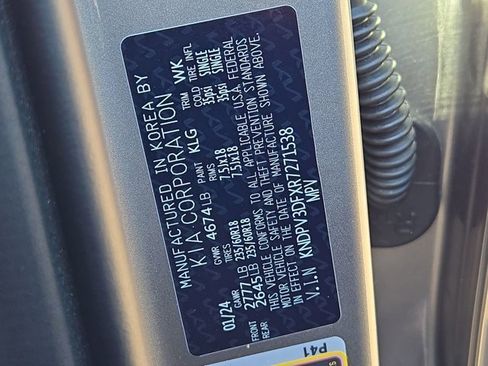 MANUFACTURED IN KOREA BY
KIA CORPORATION
01/24 GVWR 4674LB PAINT KLG TRIM WK
GAWR TIRES RIMS COLD TIRE INFL
FRONT 2777LB 235/60R18 7.5Jx18 35psi SINGLE
REAR 2645LB 235/60R18 7.5Jx18 35psi SINGLE
THIS VEHICLE CONFORMS TO ALL APPLICABLE U.S.A. FEDERAL
MOTOR VEHICLE SAFETY AND THEFT PREVENTION STANDARDS
IN EFFECT ON THE DATE OF MANUFACTURE SHOWN ABOVE.
V.I.N KNDPV3DFXR7271538
MPV
P41